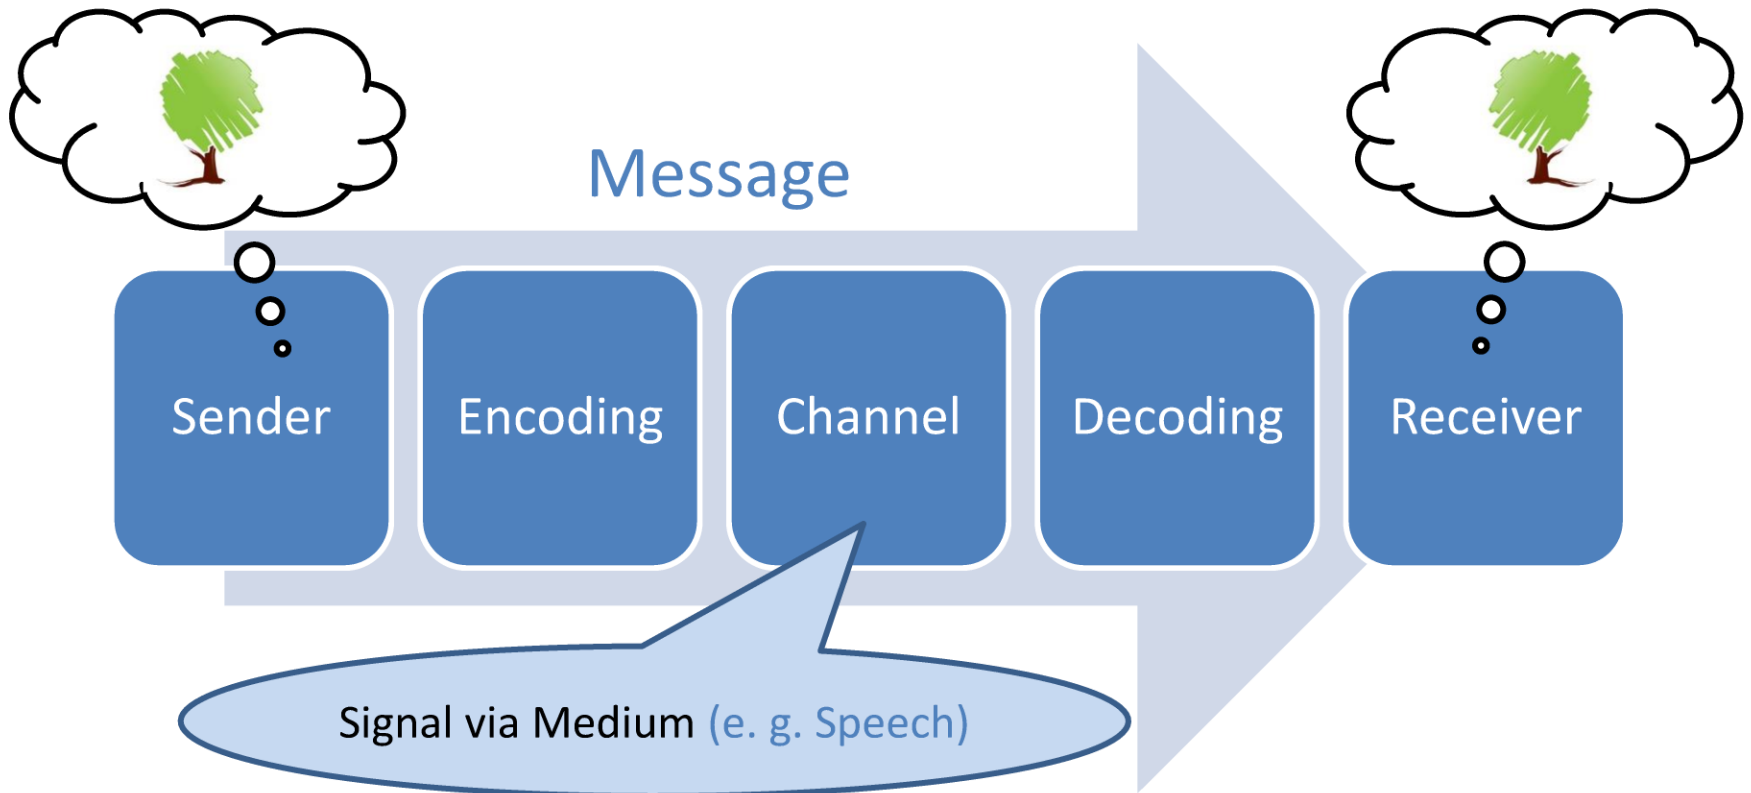 Message
Sender
Encoding
Channel
Decoding
Receiver
Signal via Medium (e. g. Speech)